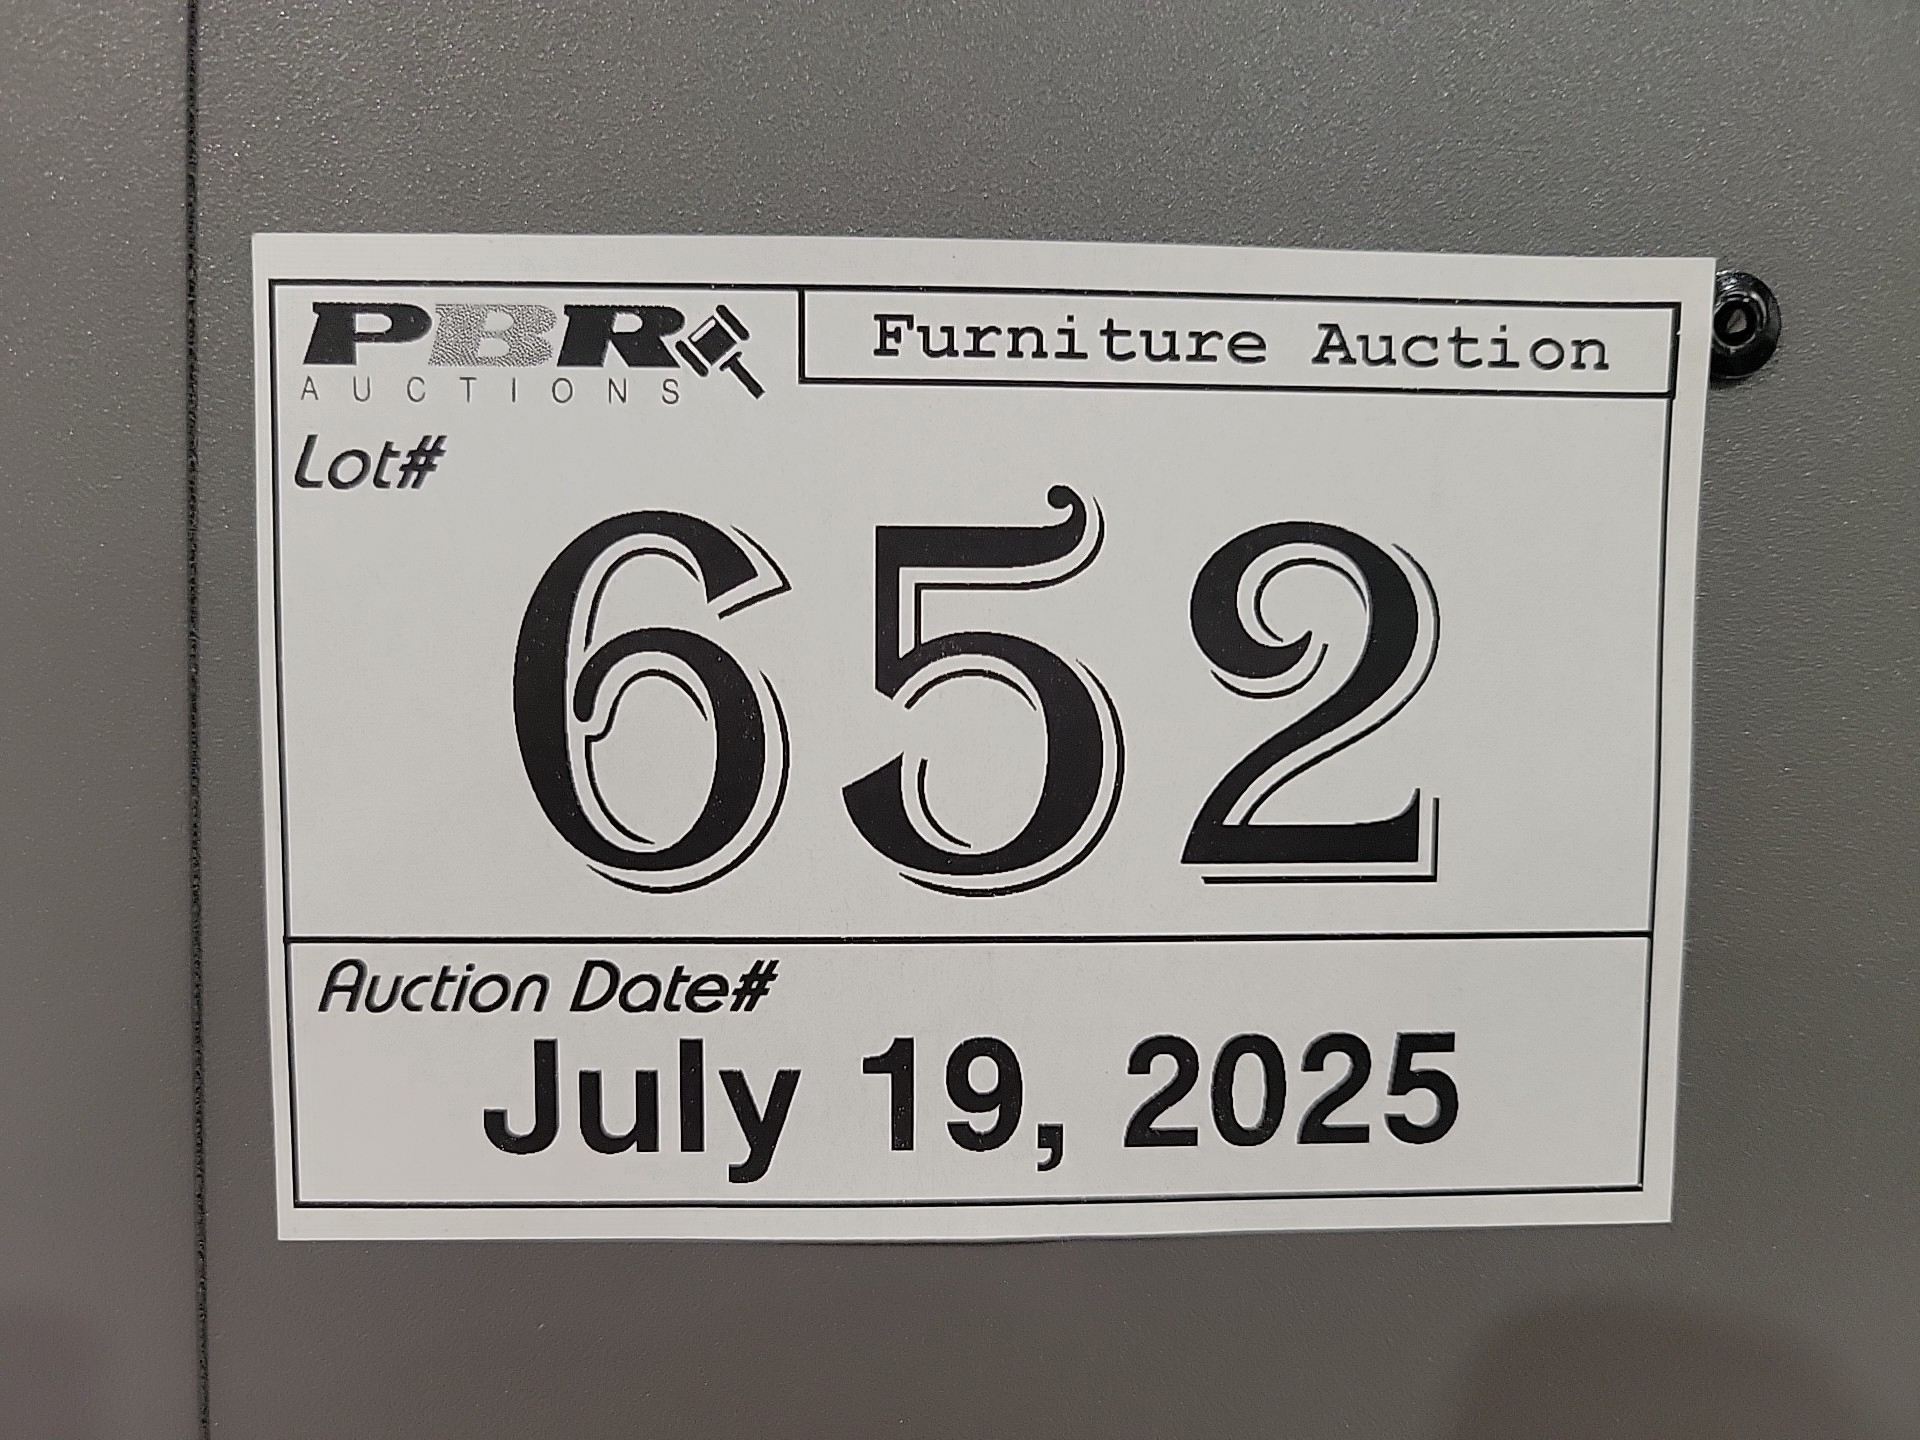 PBR
AUCTIONS
Furniture Auction
Lot#
652
Auction Date#
July 19, 2025